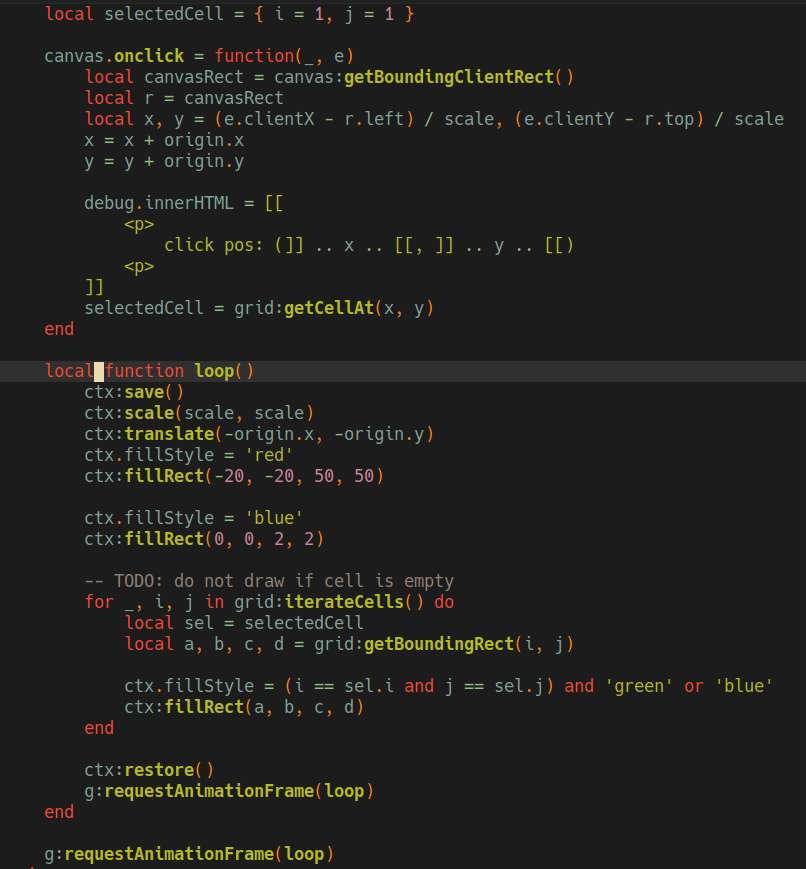 local selectedCell = { i = 1, j = 1 }

canvas.onclick = function(_, e)
    local canvasRect = canvas:getBoundingClientRect()
    local r = canvasRect
    local x, y = (e.clientX - r.left) / scale, (e.clientY - r.top) / scale
    x = x + origin.x
    y = y + origin.y

    debug.innerHTML = [[
        <p>
            click pos: (]] .. x .. [[, ]] .. y .. [[)
        <p>
    ]]
    selectedCell = grid:getCellAt(x, y)
end

local function loop()
    ctx:save()
    ctx:scale(scale, scale)
    ctx:translate(-origin.x, -origin.y)
    ctx.fillStyle = 'red'
    ctx:fillRect(-20, -20, 50, 50)

    ctx.fillStyle = 'blue'
    ctx:fillRect(0, 0, 2, 2)

    -- TODO: do not draw if cell is empty
    for _, i, j in grid:iterateCells() do
        local sel = selectedCell
        local a, b, c, d = grid:getBoundingRect(i, j)

        ctx.fillStyle = (i == sel.i and j == sel.j) and 'green' or 'blue'
        ctx:fillRect(a, b, c, d)
    end

    ctx:restore()
    g:requestAnimationFrame(loop)
end

g:requestAnimationFrame(loop)